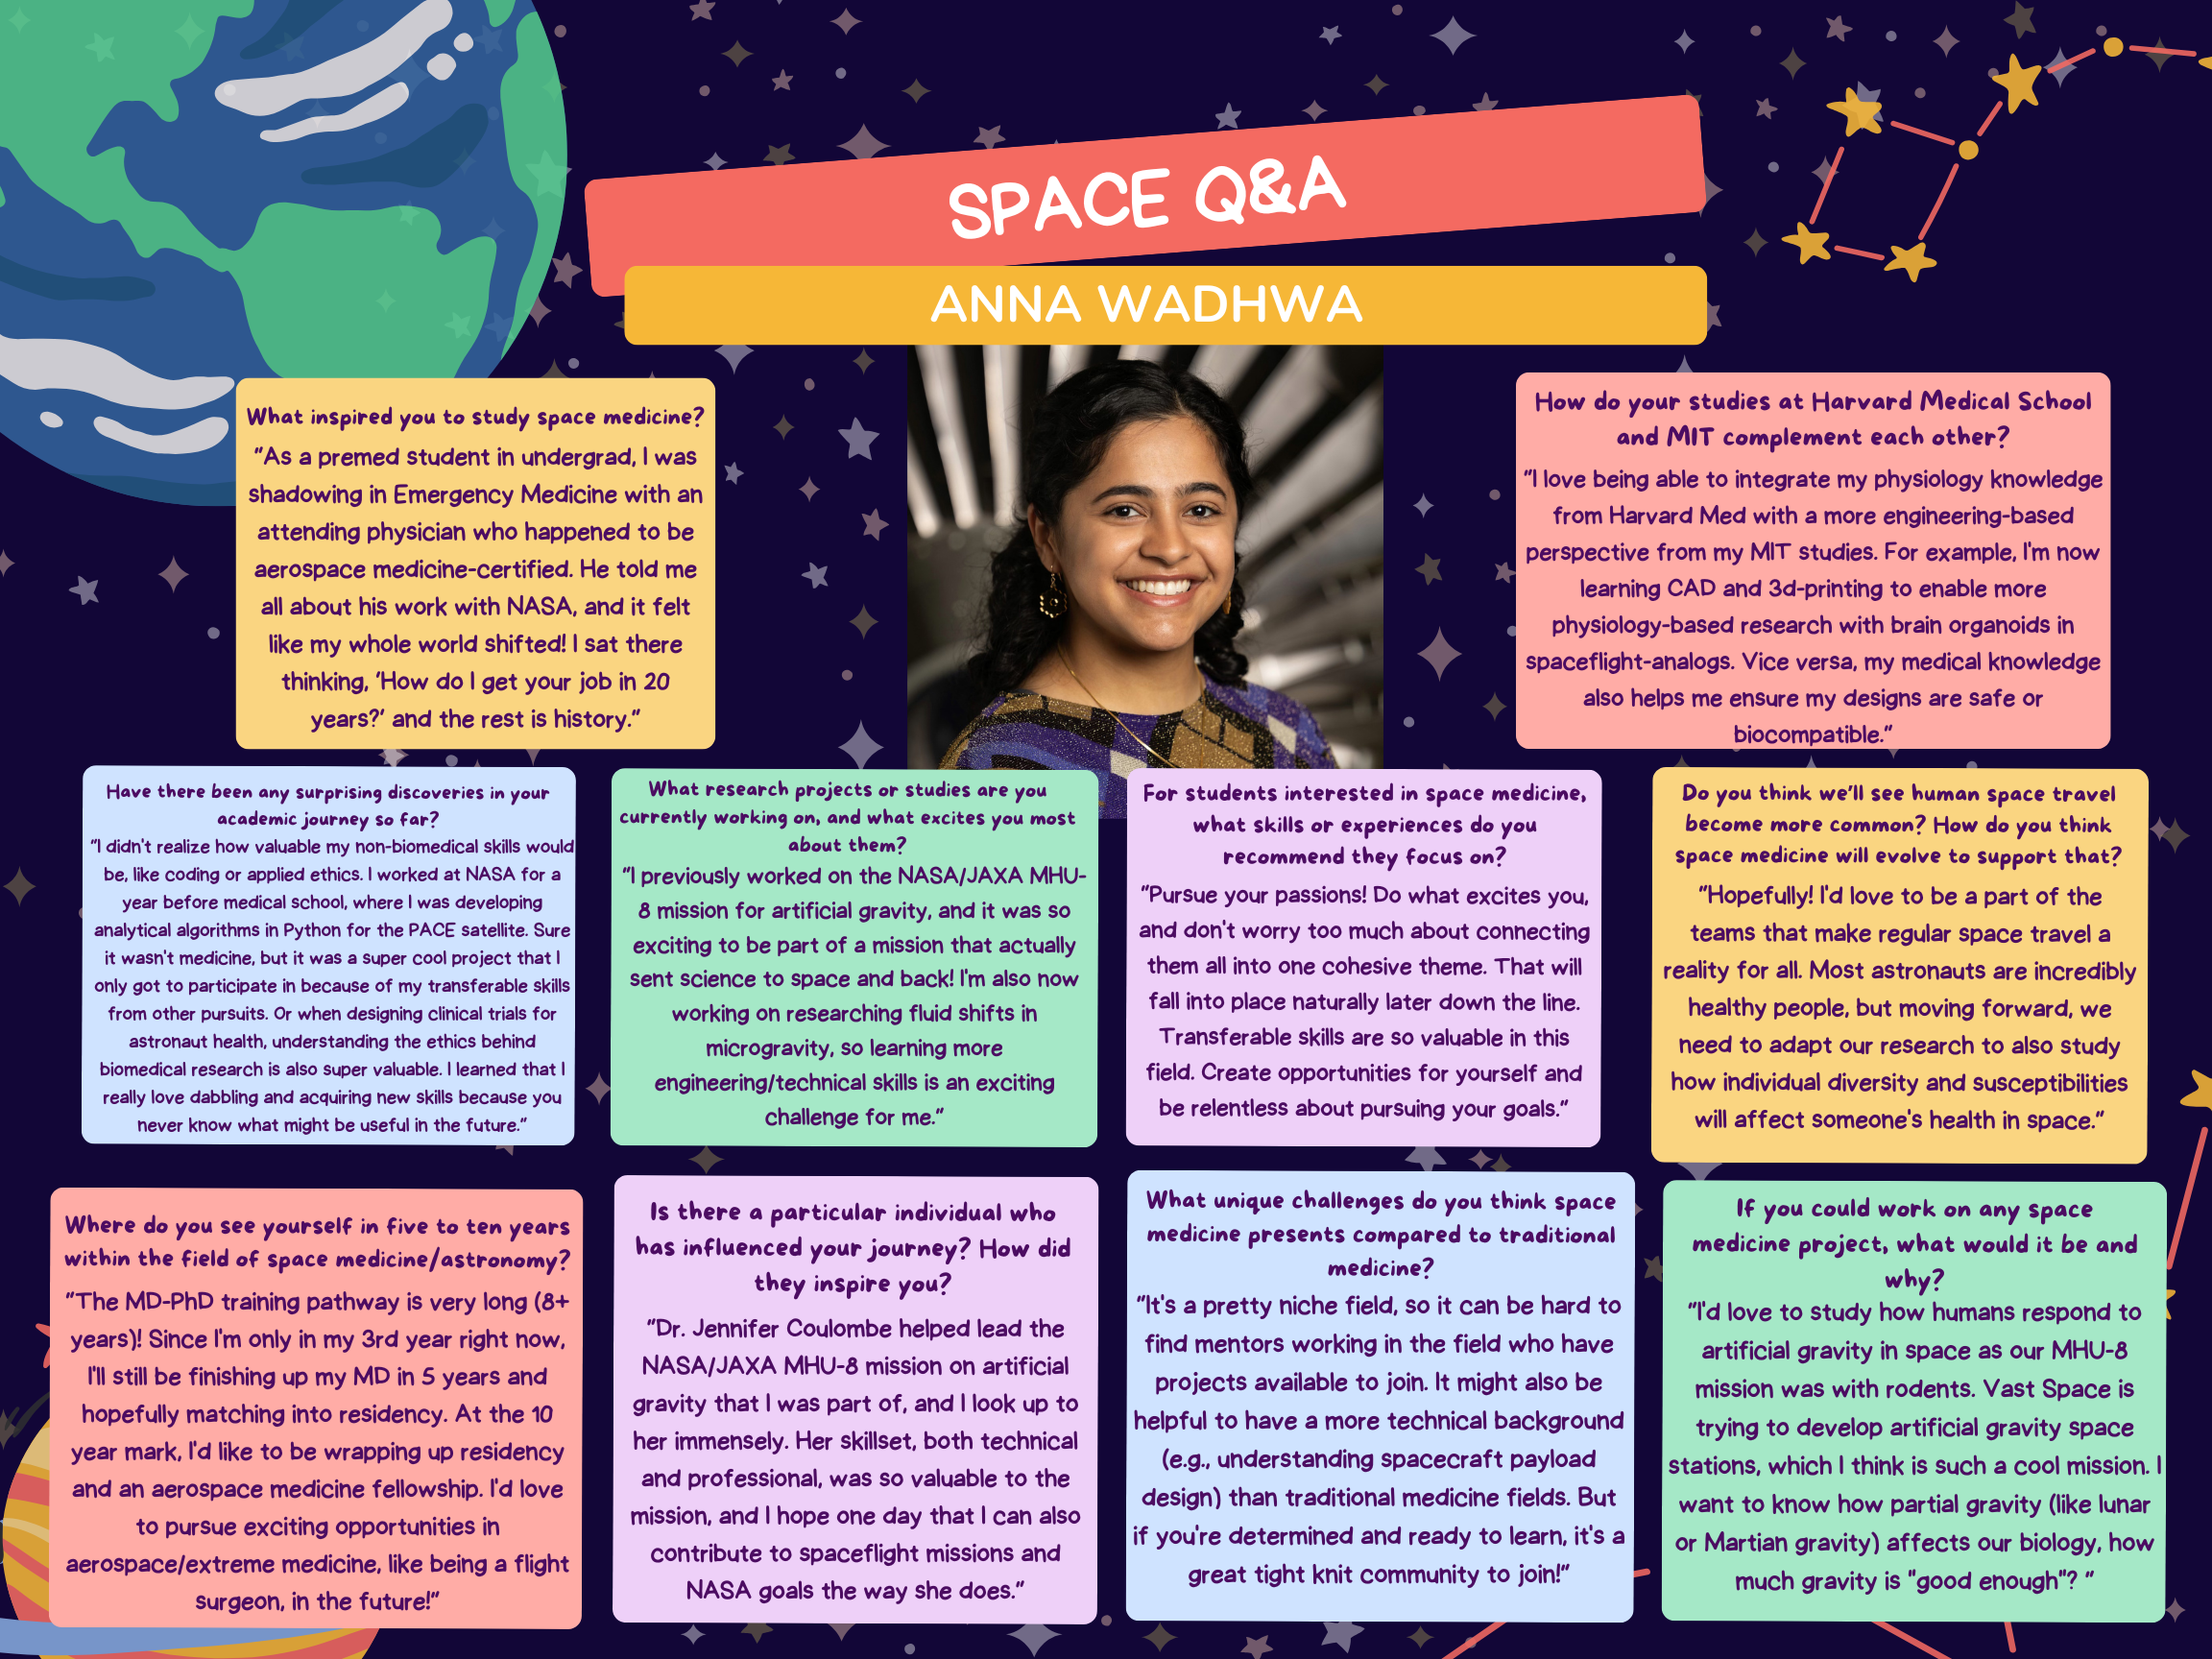 SPACE Q&A
ANNA WADHWA
What inspired you to study space medicine?
"As a premed student in undergrad, I was
shadowing in Emergency Medicine with an
attending physician who happened to be
aerospace medicine-certified. He told me
all about his work with NASA, and it felt
like my whole world shifted! I sat there
thinking, 'How do I get your job in 20
years?' and the rest is history."
How do your studies at Harvard Medical School
and MIT complement each other?
"I love being able to integrate my physiology knowledge
from Harvard Med with a more engineering-based
perspective from my MIT studies. For example, I'm now
learning CAD and 3d-printing to enable more
physiology-based research with brain organoids in
spaceflight-analogs. Vice versa, my medical knowledge
also helps me ensure my designs are safe or
biocompatible."
Have there been any surprising discoveries in your
academic journey so far?
"I didn't realize how valuable my non-biomedical skills would
be, like coding or applied ethics. I worked at NASA for a
year before medical school, where I was developing
analytical algorithms in Python for the PACE satellite. Sure
it wasn't medicine, but it was a super cool project that I
only got to participate in because of my transferable skills
from other pursuits. Or when designing clinical trials for
astronaut health, understanding the ethics behind
biomedical research is also super valuable. I learned that I
really love dabbling and acquiring new skills because you
never know what might be useful in the future."
What research projects or studies are you
currently working on, and what excites you most
about them?
"I previously worked on the NASA/JAXA MHU-
8 mission for artificial gravity, and it was so
exciting to be part of a mission that actually
sent science to space and back! I'm also now
working on researching fluid shifts in
microgravity, so learning more
engineering/technical skills is an exciting
challenge for me."
For students interested in space medicine,
what skills or experiences do you
recommend they focus on?
"Pursue your passions! Do what excites you,
and don't worry too much about connecting
them all into one cohesive theme. That will
fall into place naturally later down the line.
Transferable skills are so valuable in this
field. Create opportunities for yourself and
be relentless about pursuing your goals."
Do you think we'll see human space travel
become more common? How do you think
space medicine will evolve to support that?
"Hopefully! I'd love to be a part of the
teams that make regular space travel a
reality for all. Most astronauts are incredibly
healthy people, but moving forward, we
need to adapt our research to also study
how individual diversity and susceptibilities
will affect someone's health in space."
Where do you see yourself in five to ten years
within the field of space medicine/astronomy?
"The MD-PhD training pathway is very long (8+
years)! Since I'm only in my 3rd year right now,
I'll still be finishing up my MD in 5 years and
hopefully matching into residency. At the 10
year mark, I'd like to be wrapping up residency
and an aerospace medicine fellowship. I'd love
to pursue exciting opportunities in
aerospace/extreme medicine, like being a flight
surgeon, in the future!"
Is there a particular individual who
has influenced your journey? How did
they inspire you?
"Dr. Jennifer Coulombe helped lead the
NASA/JAXA MHU-8 mission on artificial
gravity that I was part of, and I look up to
her immensely. Her skillset, both technical
and professional, was so valuable to the
mission, and I hope one day that I can also
contribute to spaceflight missions and
NASA goals the way she does."
What unique challenges do you think space
medicine presents compared to traditional
medicine?
"It's a pretty niche field, so it can be hard to
find mentors working in the field who have
projects available to join. It might also be
helpful to have a more technical background
(e.g., understanding spacecraft payload
design) than traditional medicine fields. But
if you're determined and ready to learn, it's a
great tight knit community to join!"
If you could work on any space
medicine project, what would it be and
why?
"I'd love to study how humans respond to
artificial gravity in space as our MHU-8
mission was with rodents. Vast Space is
trying to develop artificial gravity space
stations, which I think is such a cool mission. I
want to know how partial gravity (like lunar
or Martian gravity) affects our biology, how
much gravity is "good enough"? "